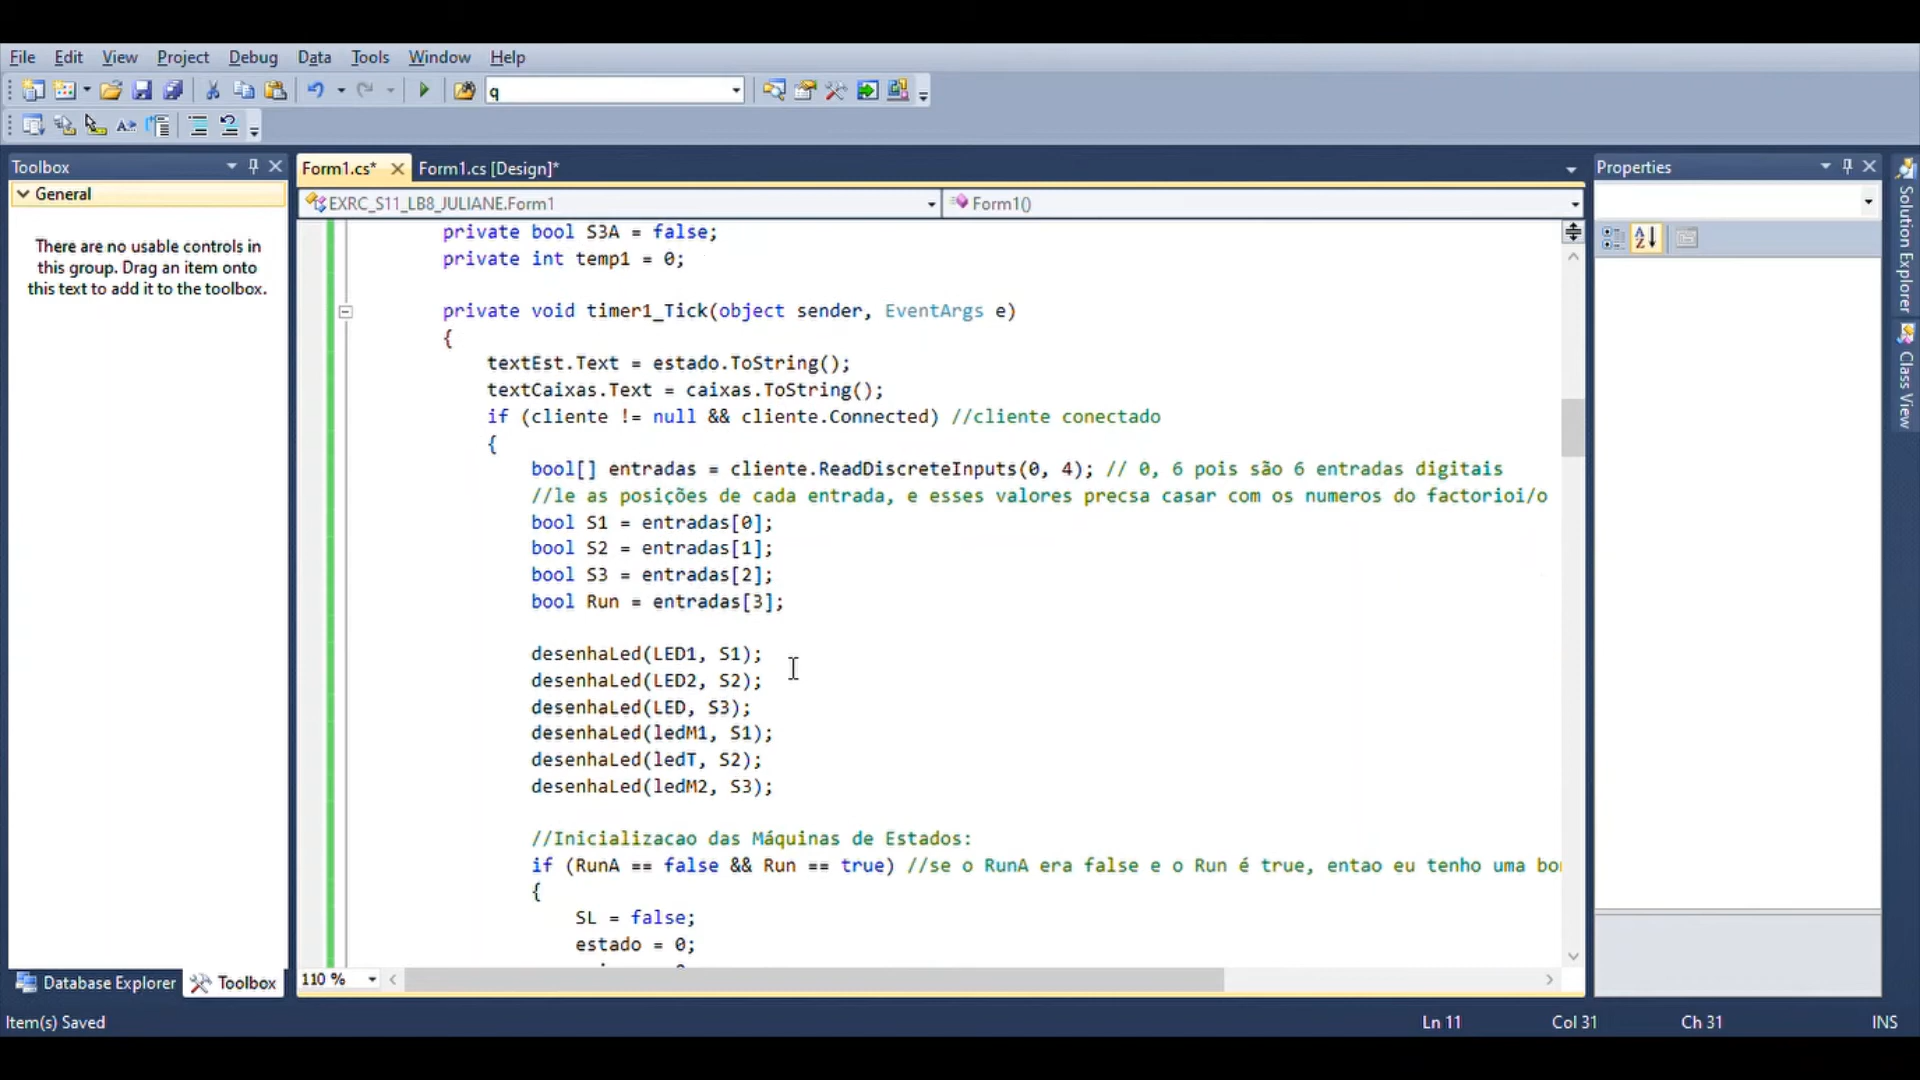 File Edit View Project Debug Data Tools Window Help
q
Toolbox
General
There are no usable controls in
this group. Drag an item onto
this text to add it to the toolbox.
Database Explorer Toolbox
Form1.cs* Form1.cs [Design]*
EXRC_S11_LB8_JULIANE.Form1 Form1()
private bool S3A = false;
private int temp1 = 0;
private void timer1_Tick(object sender, EventArgs e)
{
textEst.Text = estado.ToString();
textCaixas.Text = caixas.ToString();
if (cliente != null && cliente.Connected) //cliente conectado
{
bool[] entradas = cliente.ReadDiscreteInputs(0, 4); // 0, 6 pois são 6 entradas digitais
//le as posições de cada entrada, e esses valores precsa casar com os numeros do factorioi/o
bool S1 = entradas[0];
bool S2 = entradas[1];
bool S3 = entradas[2];
bool Run = entradas[3];
desenhaLed(LED1, S1);
desenhaLed(LED2, S2);
desenhaLed(LED, S3);
desenhaLed(ledM1, S1);
desenhaLed(ledT, S2);
desenhaLed(ledM2, S3);
//Inicializacao das Máquinas de Estados:
if (RunA == false && Run == true) //se o RunA era false e o Run é true, entao eu tenho uma
{
SL = false;
estado = 0;
110 %
Properties
Solution Explorer
Class View
Item(s) Saved
Ln 11 Col 31 Ch 31 INS